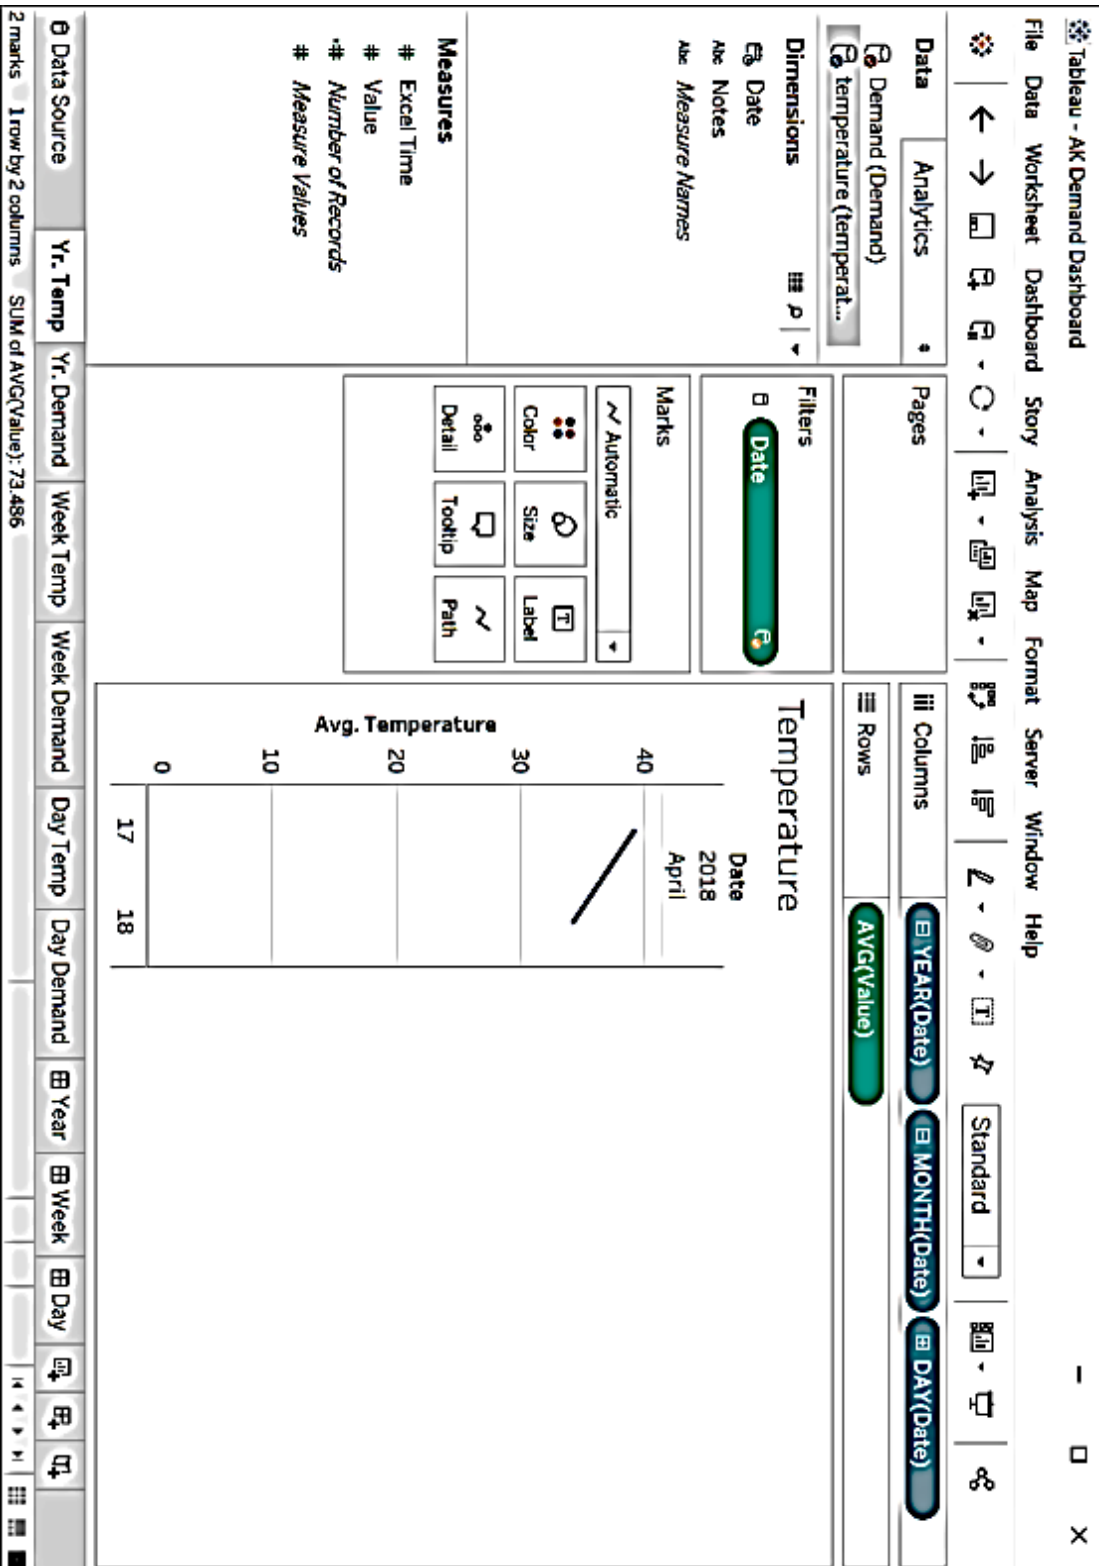 Tableau - AK Demand Dashboard
File Data Worksheet Dashboard Story Analysis Map Format Server Window Help
Standard
Data Analytics
Demand (Demand)
temperature (temperat...
Dimensions
Date
Abc Notes
Abc Measure Names
Measures
# Excel Time
# Value
# Number of Records
# Measure Values
Pages
Filters
Date
Marks
Automatic
Color Size Label
Detail Tooltip Path
Columns YEAR(Date) MONTH(Date) DAY(Date)
Rows AVG(Value)
Temperature
Date
2018
April
Avg. Temperature
40
30
20
10
0
17 18
Data Source Yr. Temp Yr. Demand Week Temp Week Demand Day Temp Day Demand Year Week Day
2 marks 1 row by 2 columns SUM of AVG(Value): 73.486